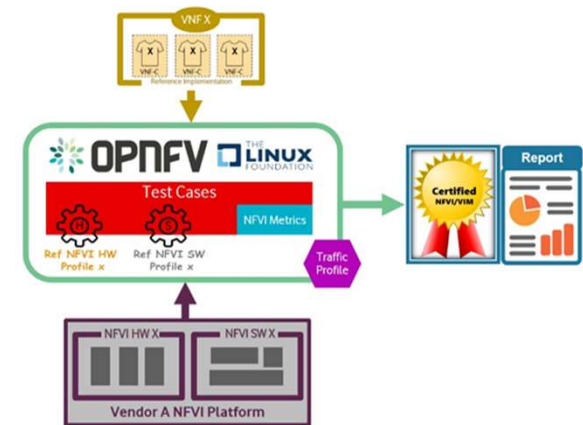 VNF X
X X X
VNF-C VNF-C VNF-C
Reference Implementation
OPNFV
THE
LINUX
FOUNDATION
Test Cases
H
S
NFVI Metrics
Ref NFVI HW
Profile x
Ref NFVI SW
Profile x
Traffic
Profile
Certified
NFVI/VIM
Report
NFVI HW X
NFVI SW X
Vendor A NFVI Platform